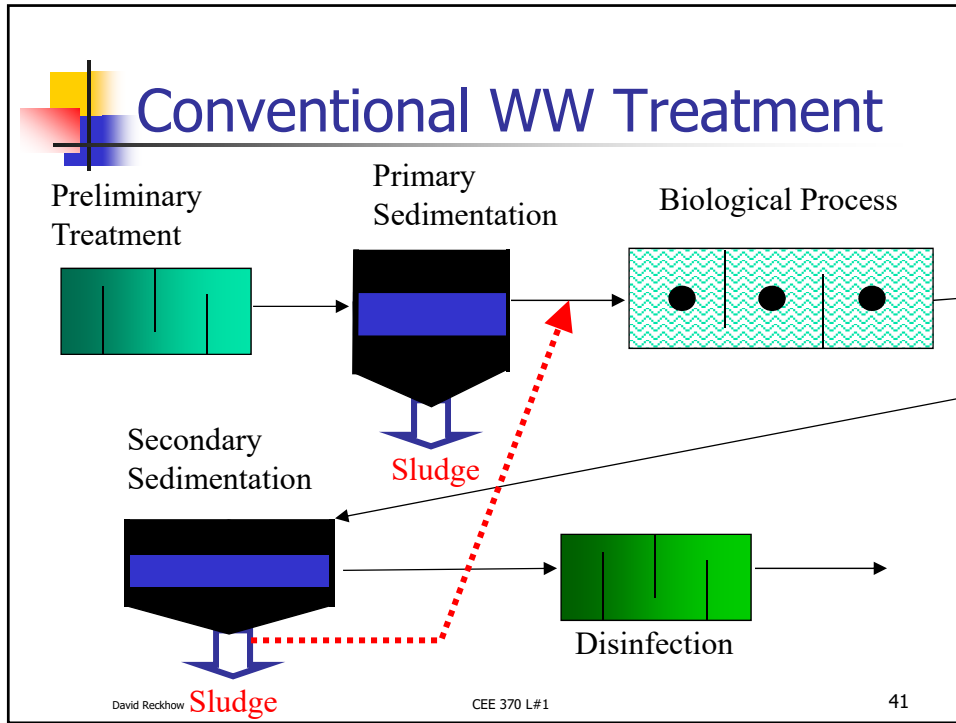 Conventional WW Treatment
Preliminary
Treatment
Primary
Sedimentation
Biological Process
Sludge
Secondary
Sedimentation
Disinfection
Sludge
David Reckhow
CEE 370 L#1
41